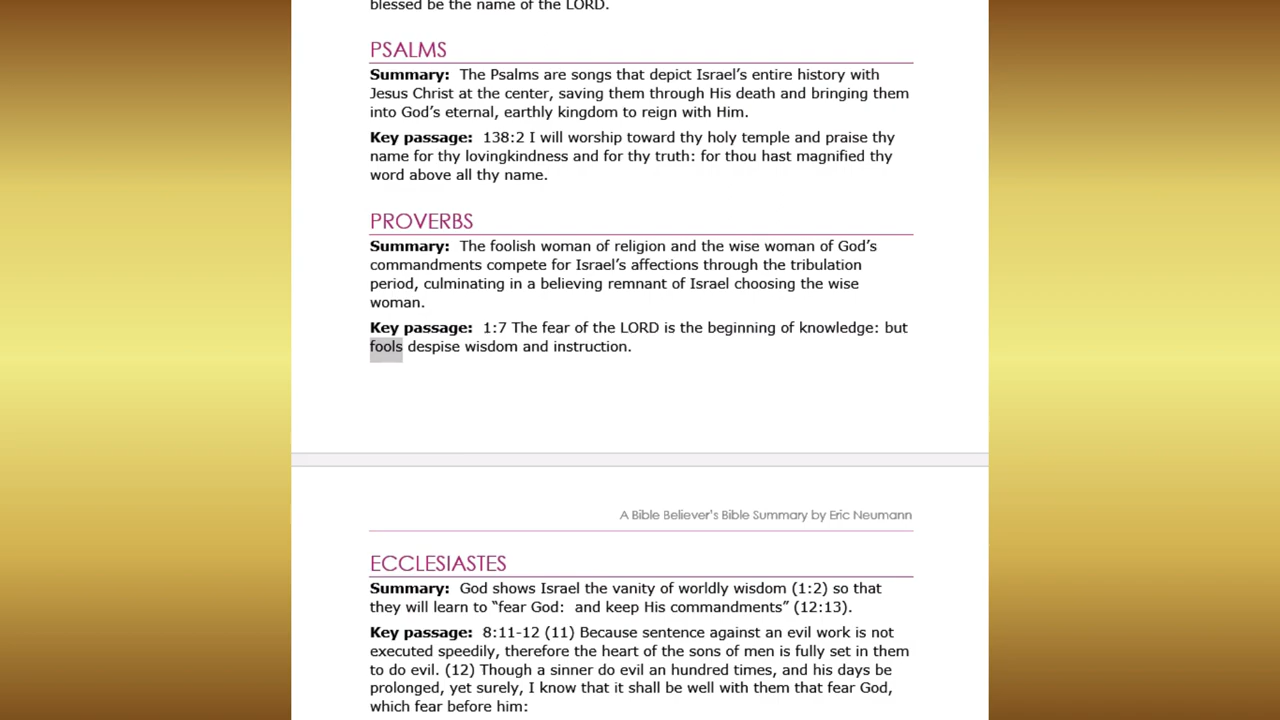 blessed be the name of the LORD.
PSALMS
Summary:  The Psalms are songs that depict Israel's entire history with
Jesus Christ at the center, saving them through His death and bringing them
into God's eternal, earthly kingdom to reign with Him.
Key passage:  138:2 I will worship toward thy holy temple and praise thy
name for thy lovingkindness and for thy truth: for thou hast magnified thy
word above all thy name.
PROVERBS
Summary:  The foolish woman of religion and the wise woman of God's
commandments compete for Israel's affections through the tribulation
period, culminating in a believing remnant of Israel choosing the wise
woman.
Key passage:  1:7 The fear of the LORD is the beginning of knowledge: but
fools despise wisdom and instruction.
A Bible Believer's Bible Summary by Eric Neumann
ECCLESIASTES
Summary:  God shows Israel the vanity of worldly wisdom (1:2) so that
they will learn to “fear God:  and keep His commandments” (12:13).
Key passage:  8:11-12 (11) Because sentence against an evil work is not
executed speedily, therefore the heart of the sons of men is fully set in them
to do evil. (12) Though a sinner do evil an hundred times, and his days be
prolonged, yet surely, I know that it shall be well with them that fear God,
which fear before him: